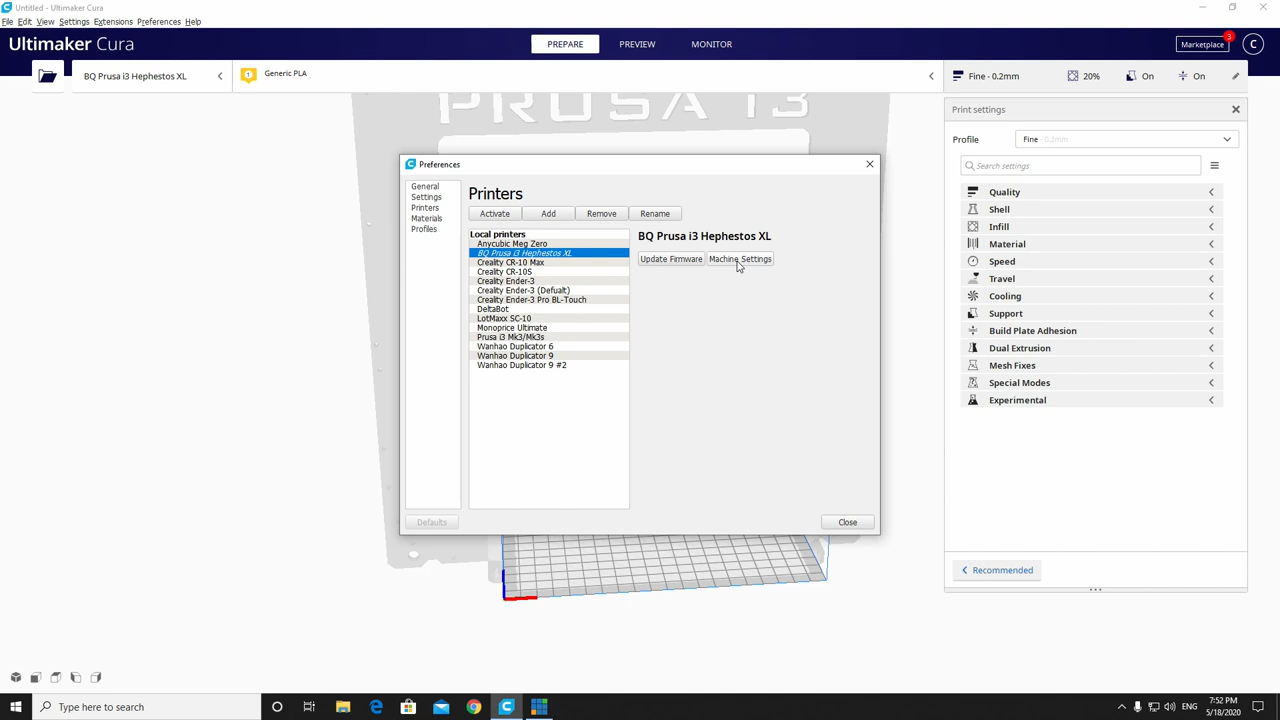 Untitled - Ultimaker Cura
File Edit View Settings Extensions Preferences Help
Ultimaker Cura
PREPARE
PREVIEW
MONITOR
Marketplace
3
C
BQ Prusa i3 Hephestos XL
1
Generic PLA
Fine - 0.2mm
20%
On
On
PRUSA i3
Print settings
Profile
Fine - 0.2mm
Search settings
Quality
Shell
Infill
Material
Speed
Travel
Cooling
Support
Build Plate Adhesion
Dual Extrusion
Mesh Fixes
Special Modes
Experimental
Recommended
Preferences
General
Settings
Printers
Materials
Profiles
Defaults
Printers
Activate
Add
Remove
Rename
Local printers
Anycubic Meg Zero
BQ Prusa i3 Hephestos XL
Creality CR-10 Max
Creality CR-10S
Creality Ender-3
Creality Ender-3 (Defualt)
Creality Ender-3 Pro BL-Touch
DeltaBot
LotMaxx SC-10
Monoprice Ultimate
Prusa i3 Mk3/Mk3s
Wanhao Duplicator 6
Wanhao Duplicator 9
Wanhao Duplicator 9 #2
BQ Prusa i3 Hephestos XL
Update Firmware
Machine Settings
Close
Type here to search
ENG
7:52 PM
5/18/2020